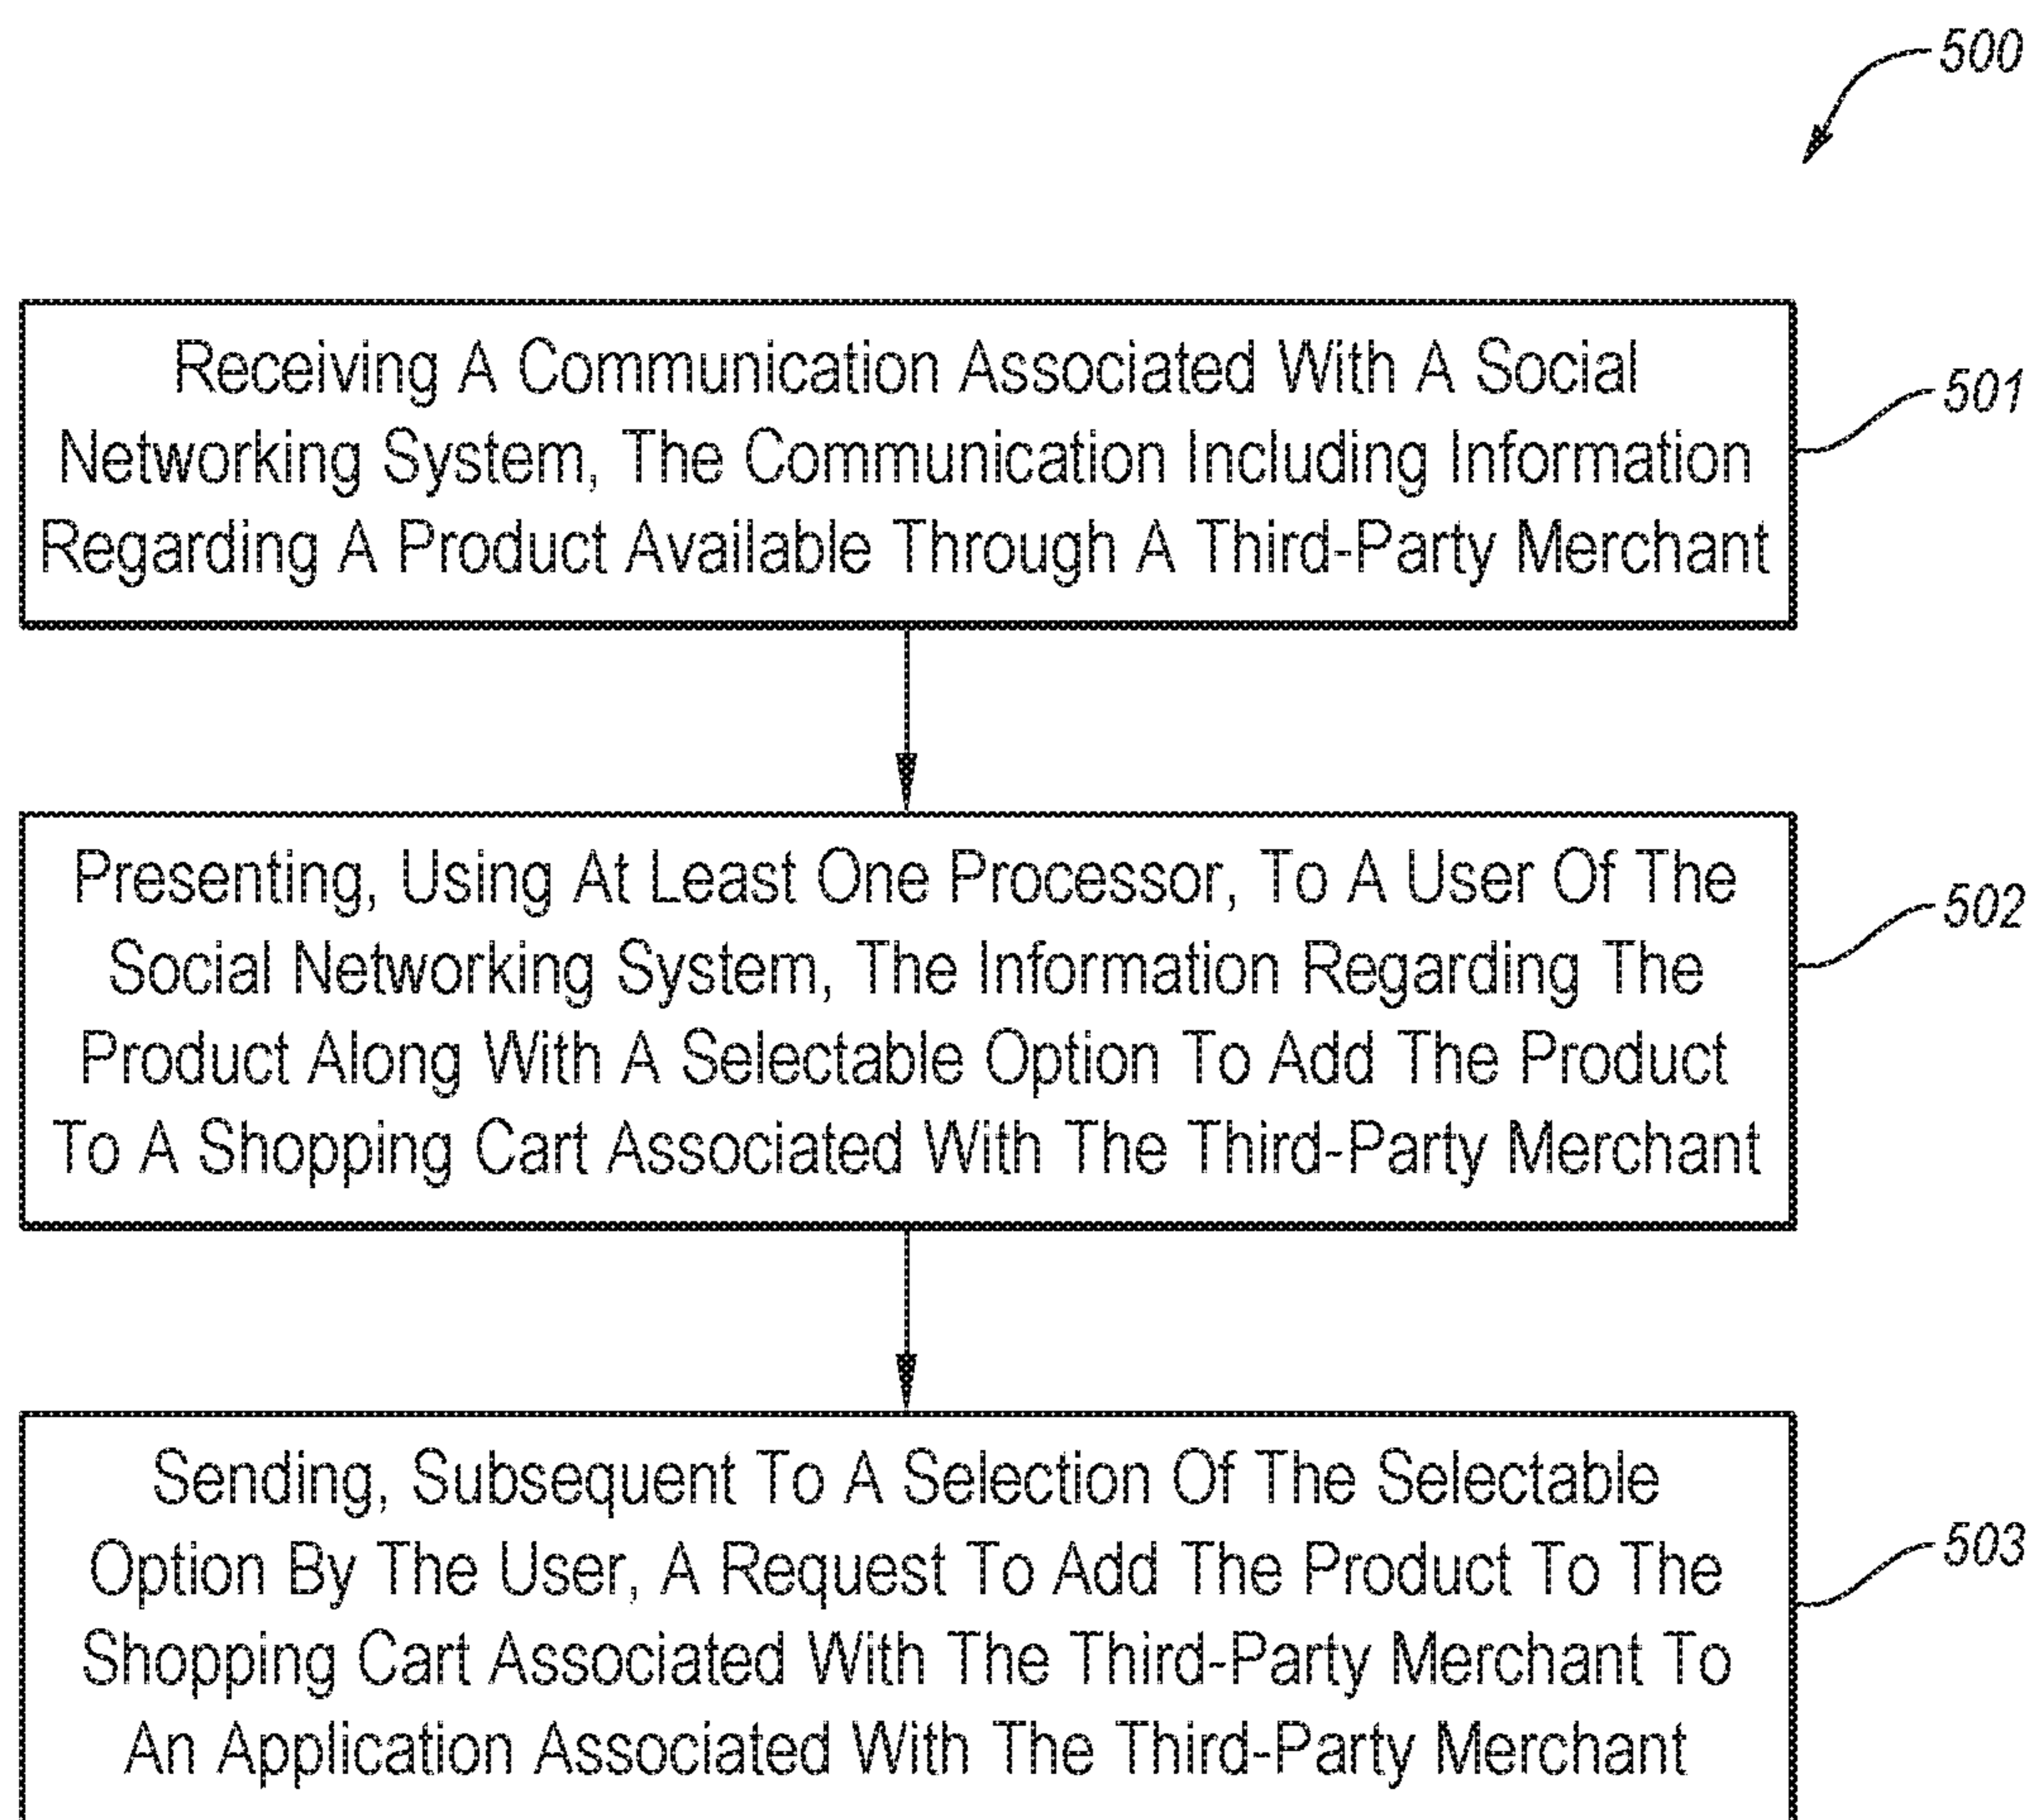 500
Receiving A Communication Associated With A Social
Networking System, The Communication Including Information
Regarding A Product Available Through A Third-Party Merchant
501
Presenting, Using At Least One Processor, To A User Of The
Social Networking System, The Information Regarding The
Product Along With A Selectable Option To Add The Product
To A Shopping Cart Associated With The Third-Party Merchant
502
Sending, Subsequent To A Selection Of The Selectable
Option By The User, A Request To Add The Product To The
Shopping Cart Associated With The Third-Party Merchant To
An Application Associated With The Third-Party Merchant
503